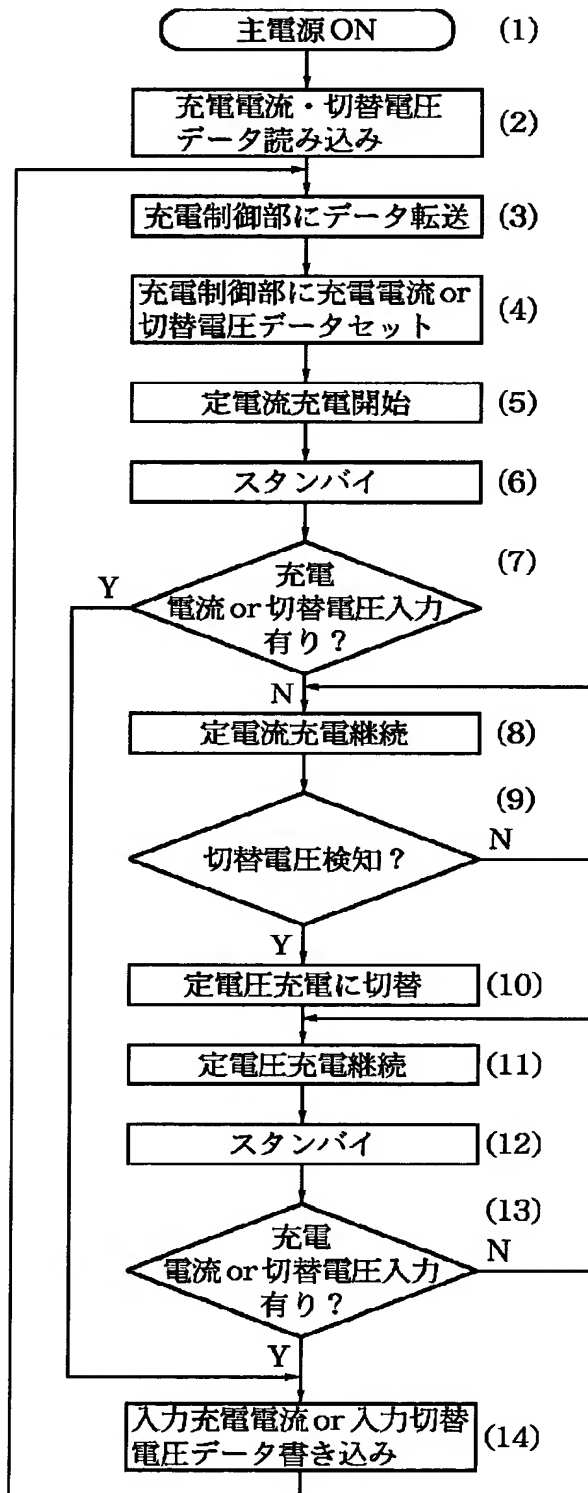 主電源ON (1)
充電電流・切替電圧
データ読み込み (2)
充電制御部にデータ転送 (3)
充電制御部に充電電流or
切替電圧データセット (4)
定電流充電開始 (5)
スタンバイ (6)
(7)
Y
充電
電流or切替電圧入力
有り？
N
定電流充電継続 (8)
(9)
切替電圧検知？
N
Y
定電圧充電に切替 (10)
定電圧充電継続 (11)
スタンバイ (12)
(13)
充電
電流or切替電圧入力
有り？
N
Y
入力充電電流or入力切替
電圧データ書き込み (14)